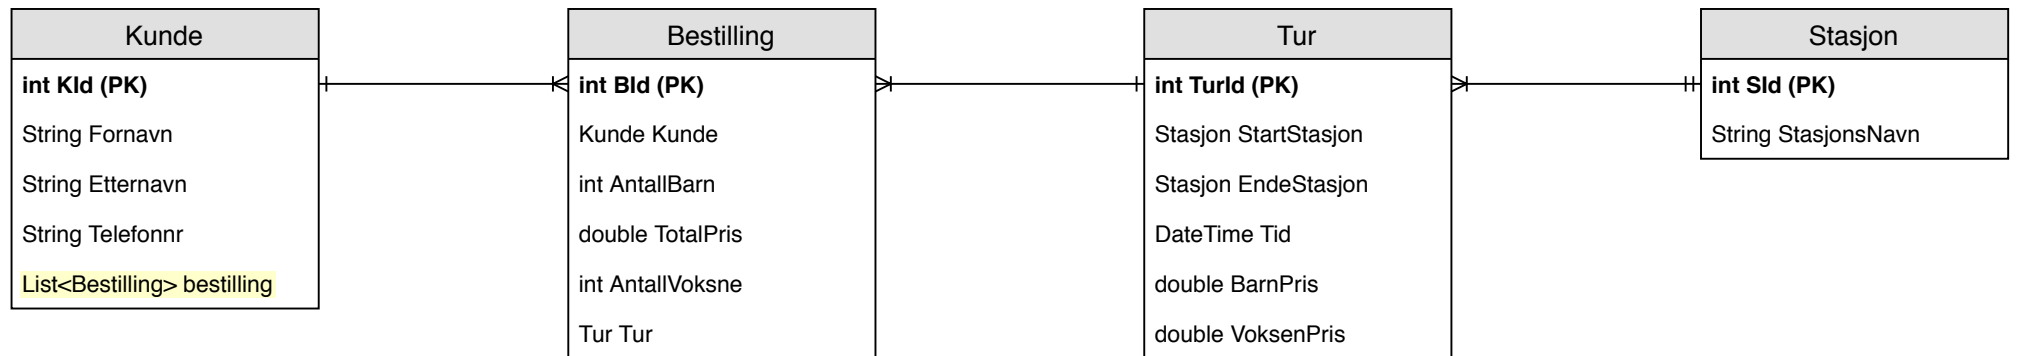 Kunde
int KId (PK)
String Fornavn
String Etternavn
String Telefonnr
List<Bestilling> bestilling
Bestilling
int BId (PK)
Kunde Kunde
int AntallBarn
double TotalPris
int AntallVoksne
Tur Tur
Tur
int TurId (PK)
Stasjon StartStasjon
Stasjon EndeStasjon
DateTime Tid
double BarnPris
double VoksenPris
Stasjon
int SId (PK)
String StasjonsNavn